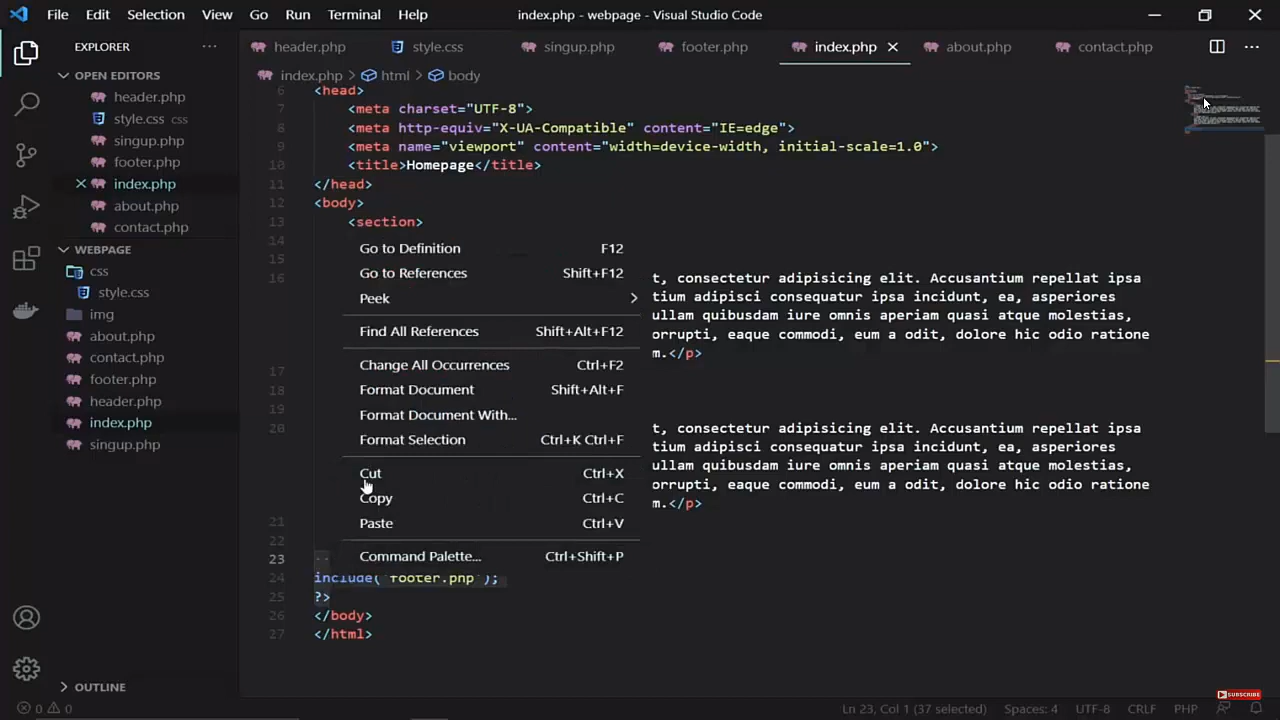 File Edit Selection View Go Run Terminal Help index.php - webpage - Visual Studio Code
EXPLORER
header.php style.css singup.php footer.php index.php about.php contact.php
OPEN EDITORS
header.php
style.css css
singup.php
footer.php
index.php
about.php
contact.php
WEBPAGE
css
style.css
img
about.php
contact.php
footer.php
header.php
index.php
singup.php
OUTLINE
index.php > html > body
6 <head>
7 <meta charset="UTF-8">
8 <meta http-equiv="X-UA-Compatible" content="IE=edge">
9 <meta name="viewport" content="width=device-width, initial-scale=1.0">
10 <title>Homepage</title>
11 </head>
12 <body>
13 <section>
14
15
16 t, consectetur adipisicing elit. Accusantium repellat ipsa
tium adipisci consequatur ipsa incidunt, ea, asperiores
ullam quibusdam iure omnis aperiam quasi atque molestias,
orrupti, eaque commodi, eum a odit, dolore hic odio ratione
m.</p>
17
18
19
20 t, consectetur adipisicing elit. Accusantium repellat ipsa
tium adipisci consequatur ipsa incidunt, ea, asperiores
ullam quibusdam iure omnis aperiam quasi atque molestias,
orrupti, eaque commodi, eum a odit, dolore hic odio ratione
m.</p>
21
22
23
24 include('footer.php');
25 ?>
26 </body>
27 </html>
Go to Definition F12
Go to References Shift+F12
Peek
Find All References Shift+Alt+F12
Change All Occurrences Ctrl+F2
Format Document Shift+Alt+F
Format Document With...
Format Selection Ctrl+K Ctrl+F
Cut Ctrl+X
Copy Ctrl+C
Paste Ctrl+V
Command Palette... Ctrl+Shift+P
SUBSCRIBE
0 0 Ln 23, Col 1 (37 selected) Spaces: 4 UTF-8 CRLF PHP